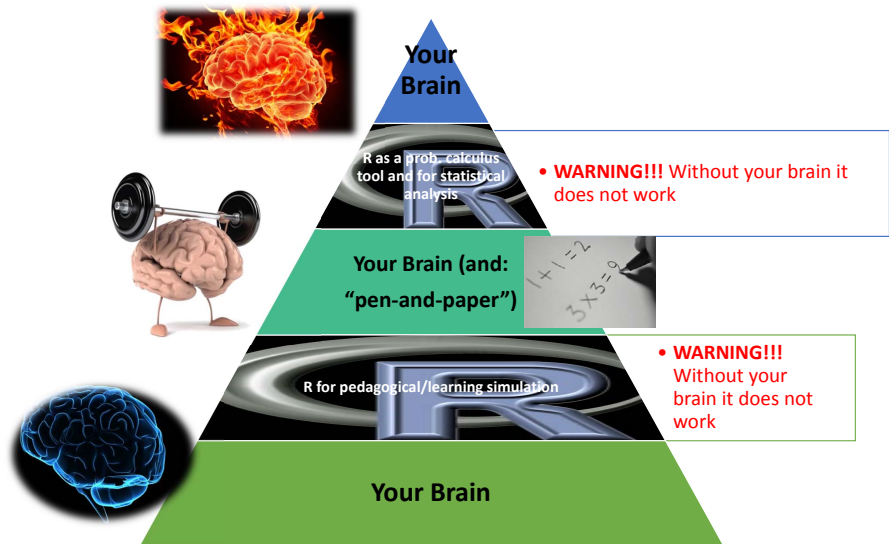 Your
Brain
R as a prob. calculus
tool and for statistical
analysis
• WARNING!!! Without your brain it
does not work
Your Brain (and:
“pen-and-paper”)
1+1=2
3×3=9
R for pedagogical/learning simulation
• WARNING!!!
Without your
brain it does not
work
Your Brain